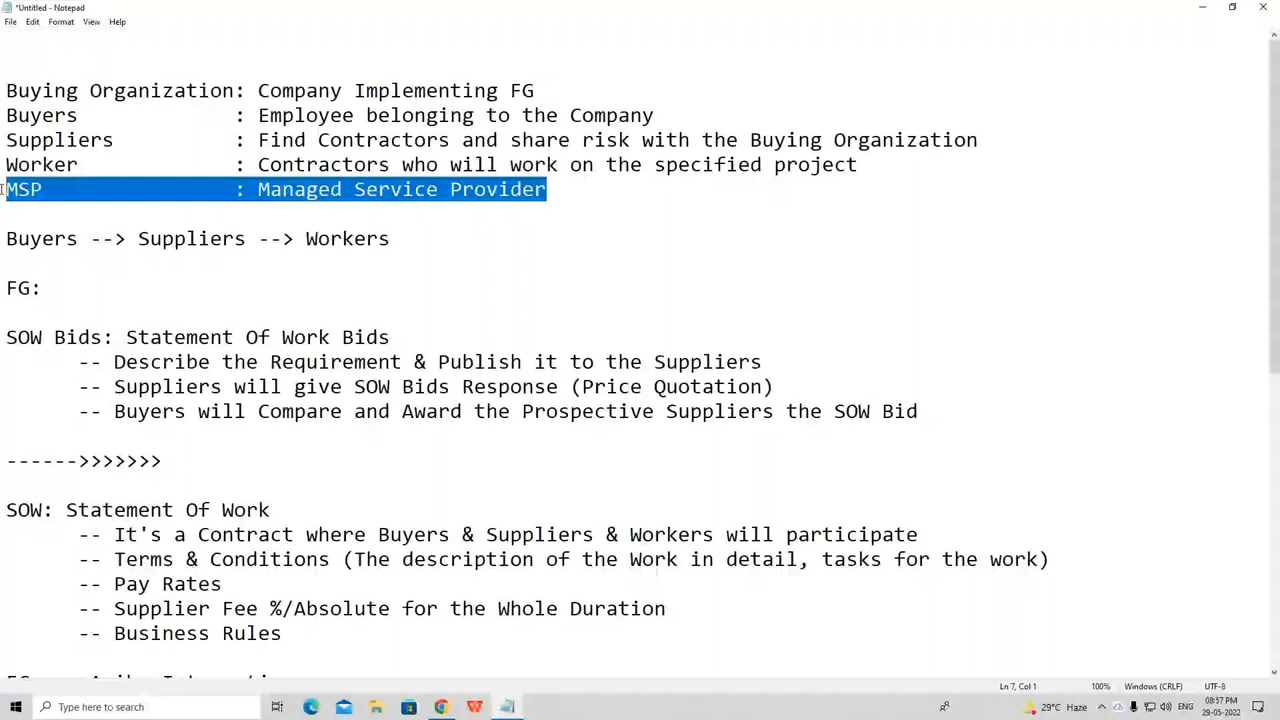 *Untitled - Notepad
File Edit Format View Help
Buying Organization: Company Implementing FG
Buyers : Employee belonging to the Company
Suppliers : Find Contractors and share risk with the Buying Organization
Worker : Contractors who will work on the specified project
MSP : Managed Service Provider
Buyers --> Suppliers --> Workers
FG:
SOW Bids: Statement Of Work Bids
-- Describe the Requirement & Publish it to the Suppliers
-- Suppliers will give SOW Bids Response (Price Quotation)
-- Buyers will Compare and Award the Prospective Suppliers the SOW Bid
------>>>>>>>
SOW: Statement Of Work
-- It's a Contract where Buyers & Suppliers & Workers will participate
-- Terms & Conditions (The description of the Work in detail, tasks for the work)
-- Pay Rates
-- Supplier Fee %/Absolute for the Whole Duration
-- Business Rules
Ln 7, Col 1 100% Windows (CRLF) UTF-8
Type here to search 29°C Haze ENG 08:57 PM
29-05-2022